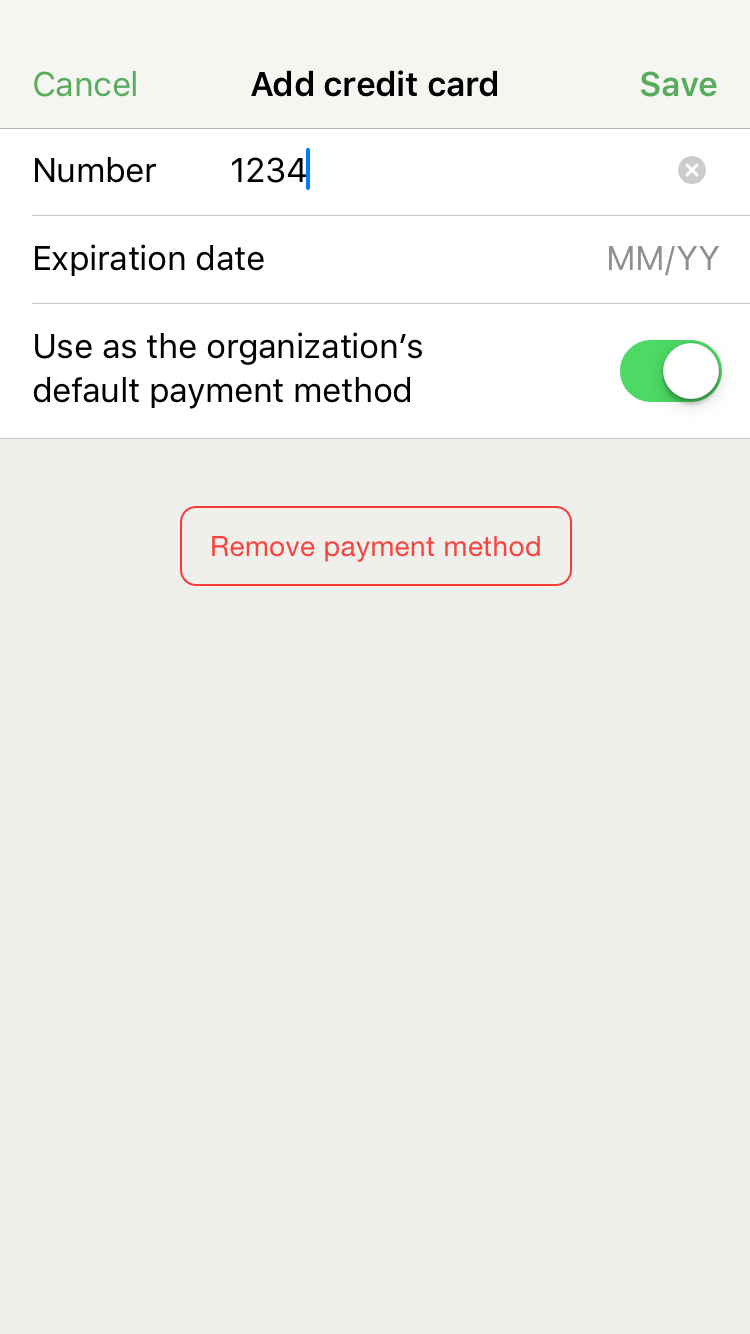 Cancel Add credit card Save
Number 1234
Expiration date MM/YY
Use as the organization’s
default payment method
Remove payment method